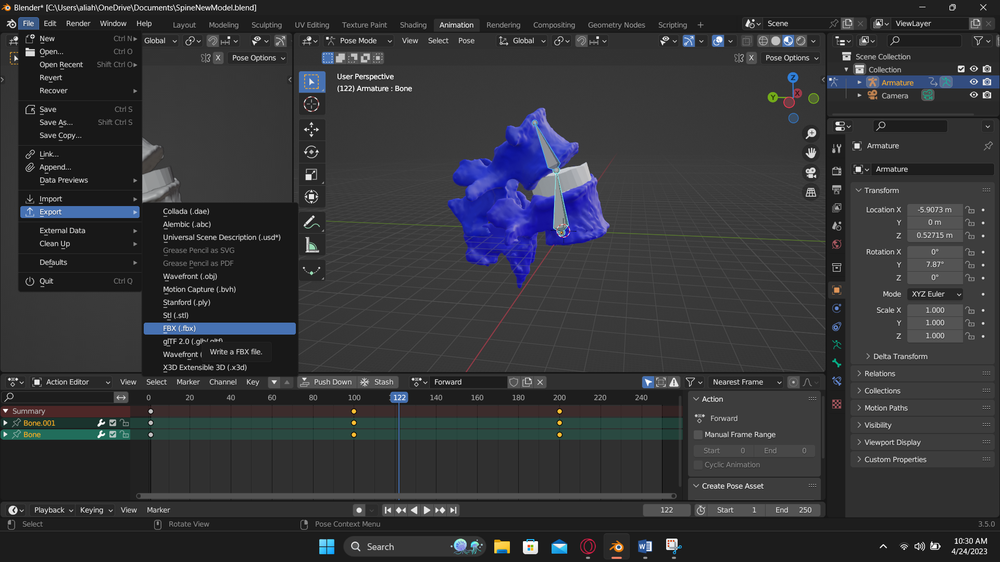 Blender* [C:\Users\aliah\OneDrive\Documents\SpineNewModel.blend]
File Edit Render Window Help Layout Modeling Sculpting UV Editing Texture Paint Shading Animation Rendering Compositing Geometry Nodes Scripting + Scene ViewLayer
Global Pose Mode View Select Pose Global
X Pose Options X Pose Options
New Ctrl N
Open... Ctrl O
Open Recent Shift Ctrl O
Revert
Recover
Save Ctrl S
Save As... Shift Ctrl S
Save Copy...
Link...
Append...
Data Previews
Import
Export
External Data
Clean Up
Defaults
Quit Ctrl Q
Collada (.dae)
Alembic (.abc)
Universal Scene Description (.usd*)
Grease Pencil as SVG
Grease Pencil as PDF
Wavefront (.obj)
Motion Capture (.bvh)
Stanford (.ply)
Stl (.stl)
FBX (.fbx)
glTF 2.0 (.glb/.gltf)
Wavefront (
X3D Extensible 3D (.x3d)
Write a FBX file.
User Perspective
(122) Armature : Bone
Z
Y
X
Scene Collection
Collection
Armature
Camera
Armature
Armature
Transform
Location X -5.9073 m
Y 0 m
Z 0.52715 m
Rotation X 0°
Y 7.87°
Z 0°
Mode XYZ Euler
Scale X 1.000
Y 1.000
Z 1.000
Delta Transform
Relations
Collections
Motion Paths
Visibility
Viewport Display
Custom Properties
Action Editor View Select Marker Channel Key Push Down Stash Forward Nearest Frame
0 20 40 60 80 100 122 140 160 180 200 220 240
Summary
Bone.001
Bone
Action
Forward
Manual Frame Range
Start 0 End 0
Cyclic Animation
Create Pose Asset
Playback Keying View Marker 122 Start 1 End 250
Select Rotate View Pose Context Menu 3.5.0
Search
10:30 AM
4/24/2023